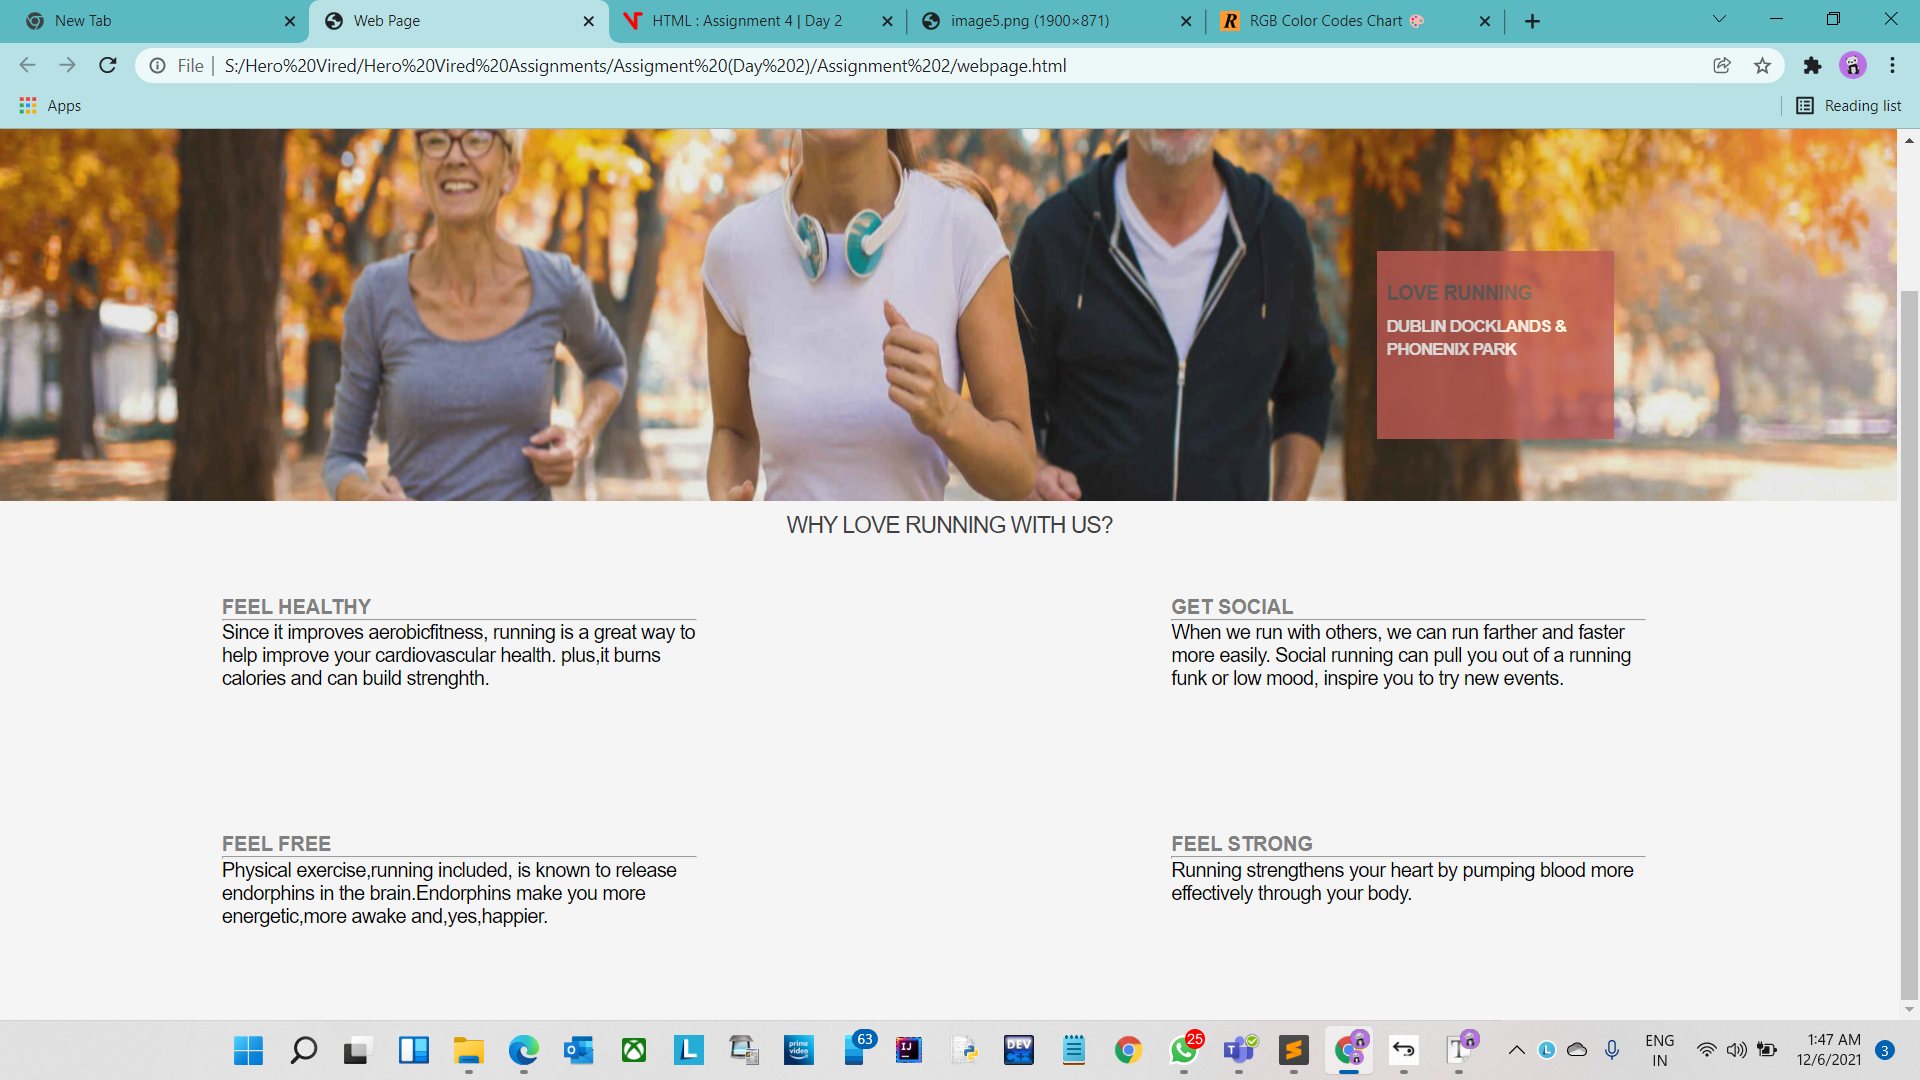 New Tab
Web Page
HTML : Assignment 4 | Day 2
image5.png (1900×871)
RGB Color Codes Chart 🎨
File | S:/Hero%20Vired/Hero%20Vired%20Assignments/Assigment%20(Day%202)/Assignment%202/webpage.html
Apps
Reading list
LOVE RUNNING
DUBLIN DOCKLANDS &
PHONENIX PARK
WHY LOVE RUNNING WITH US?
FEEL HEALTHY
Since it improves aerobicfitness, running is a great way to
help improve your cardiovascular health. plus,it burns
calories and can build strenghth.
GET SOCIAL
When we run with others, we can run farther and faster
more easily. Social running can pull you out of a running
funk or low mood, inspire you to try new events.
FEEL FREE
Physical exercise,running included, is known to release
endorphins in the brain.Endorphins make you more
energetic,more awake and,yes,happier.
FEEL STRONG
Running strengthens your heart by pumping blood more
effectively through your body.
L
prime
video
63
IJ
DEV
C++
25
L
ENG
IN
1:47 AM
12/6/2021
3